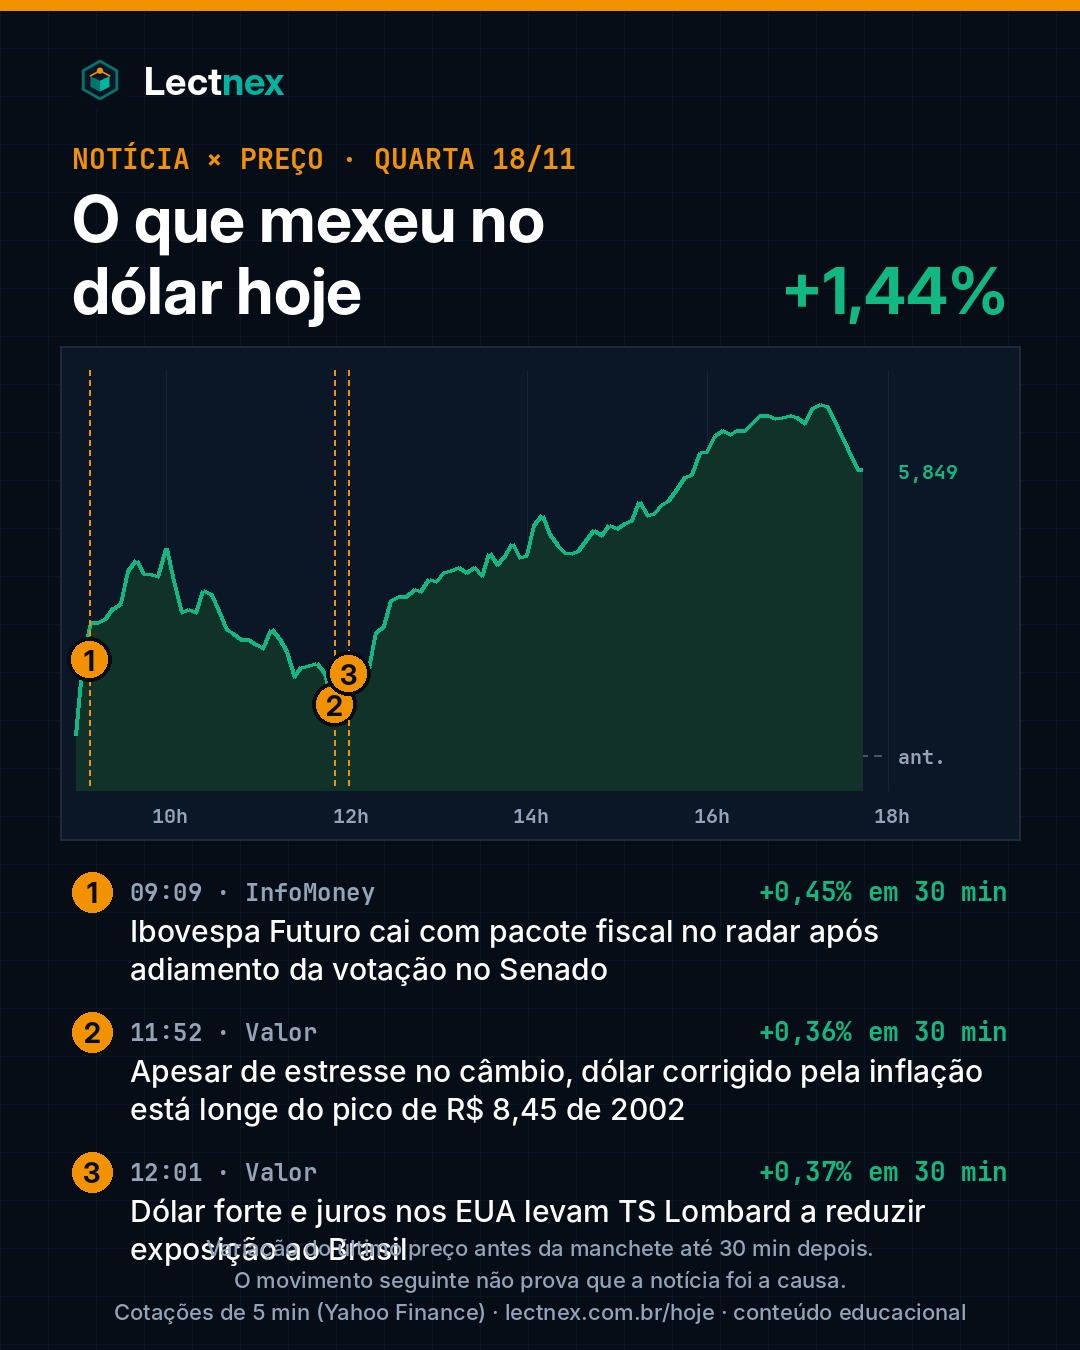 Lectnex
NOTÍCIA × PREÇO · QUARTA 18/11
O que mexeu no
dólar hoje
+1,44%
5,849
1
3
2
ant.
10h 12h 14h 16h 18h
1 09:09 · InfoMoney +0,45% em 30 min
Ibovespa Futuro cai com pacote fiscal no radar após
adiamento da votação no Senado
2 11:52 · Valor +0,36% em 30 min
Apesar de estresse no câmbio, dólar corrigido pela inflação
está longe do pico de R$ 8,45 de 2002
3 12:01 · Valor +0,37% em 30 min
Dólar forte e juros nos EUA levam TS Lombard a reduzir
exposição ao Brasil
Variação do último preço antes da manchete até 30 min depois.
O movimento seguinte não prova que a notícia foi a causa.
Cotações de 5 min (Yahoo Finance) · lectnex.com.br/hoje · conteúdo educacional